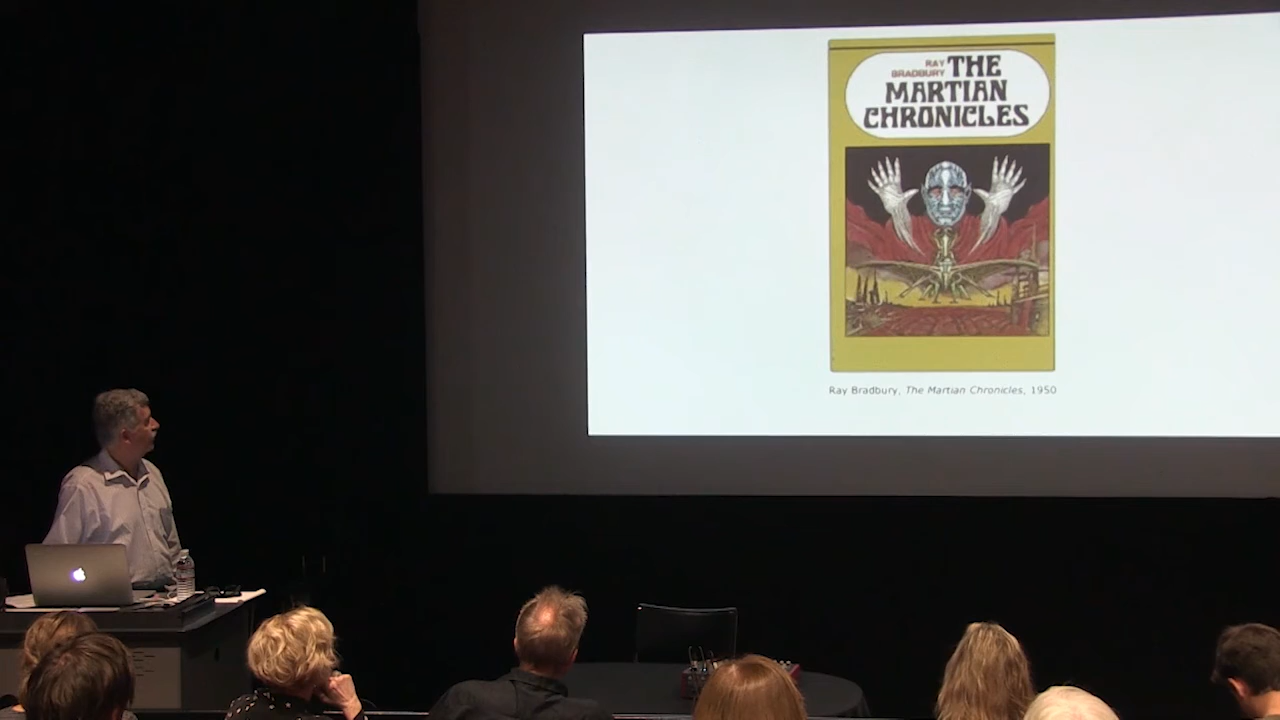 RAY THE
BRADBURY
MARTIAN
CHRONICLES
Ray Bradbury, The Martian Chronicles, 1950